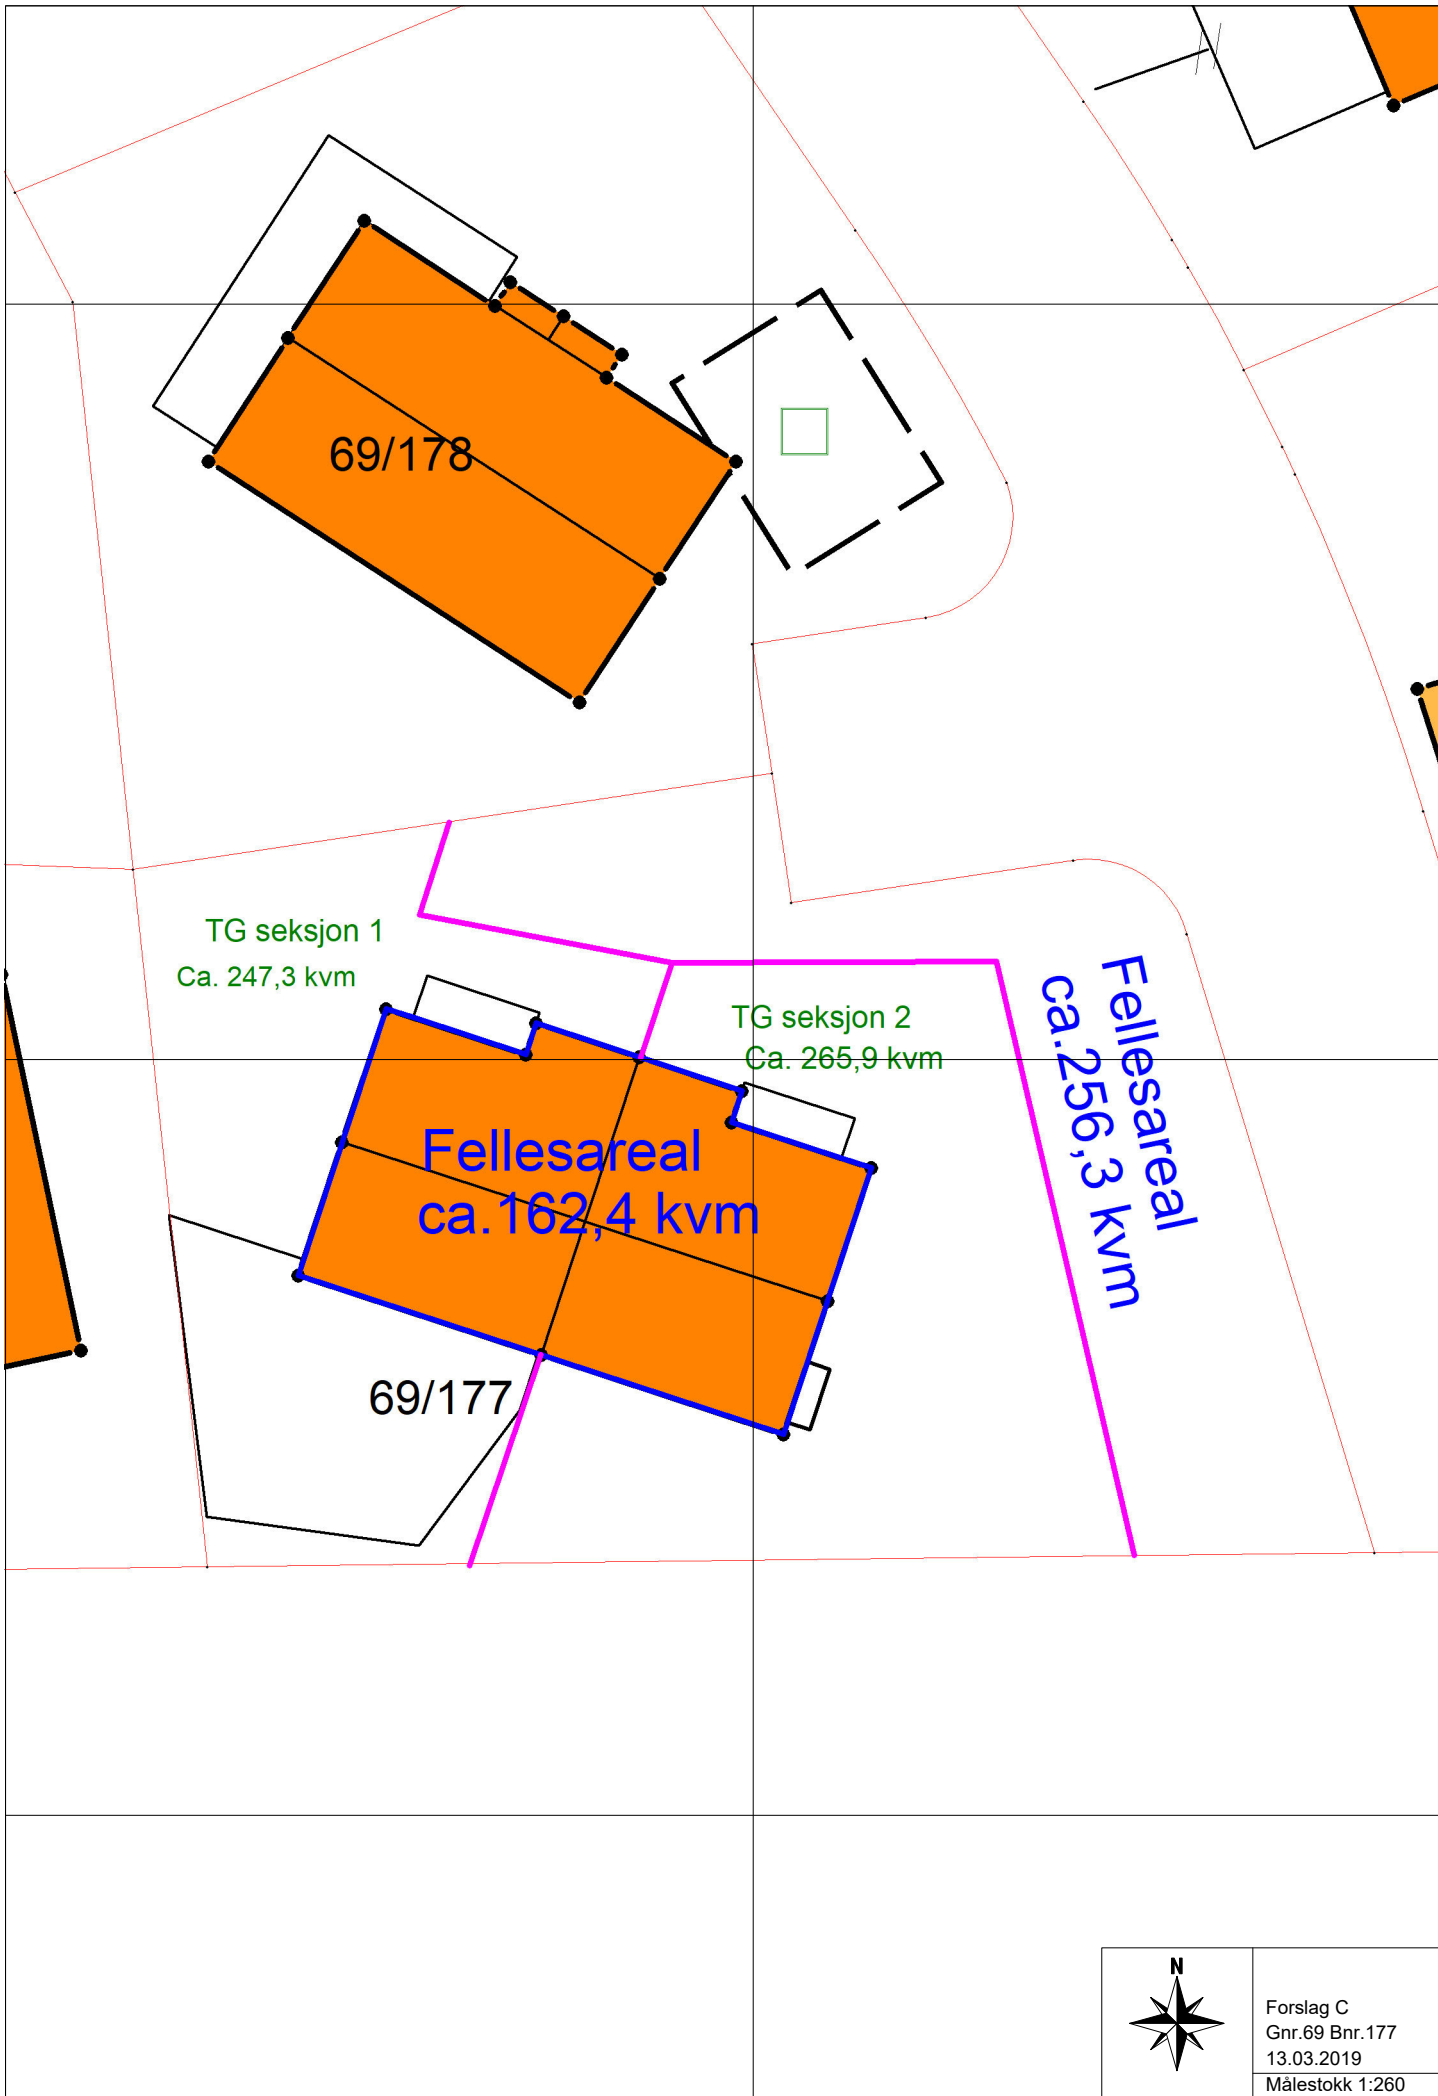 69/178
TG seksjon 1
Ca. 247,3 kvm
TG seksjon 2
Ca. 265,9 kvm
Fellesareal
ca.256,3 kvm
Fellesareal
ca.162,4 kvm
69/177
N
Forslag C
Gnr.69 Bnr.177
13.03.2019
Målestokk 1:260